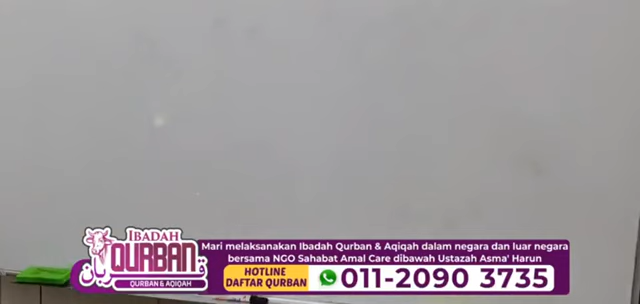 IBADAH
QURBAN
قربان
QURBAN & AQIQAH
Mari melaksanakan Ibadah Qurban & Aqiqah dalam negara dan luar negara
bersama NGO Sahabat Amal Care dibawah Ustazah Asma' Harun
HOTLINE
DAFTAR QURBAN
011-2090 3735